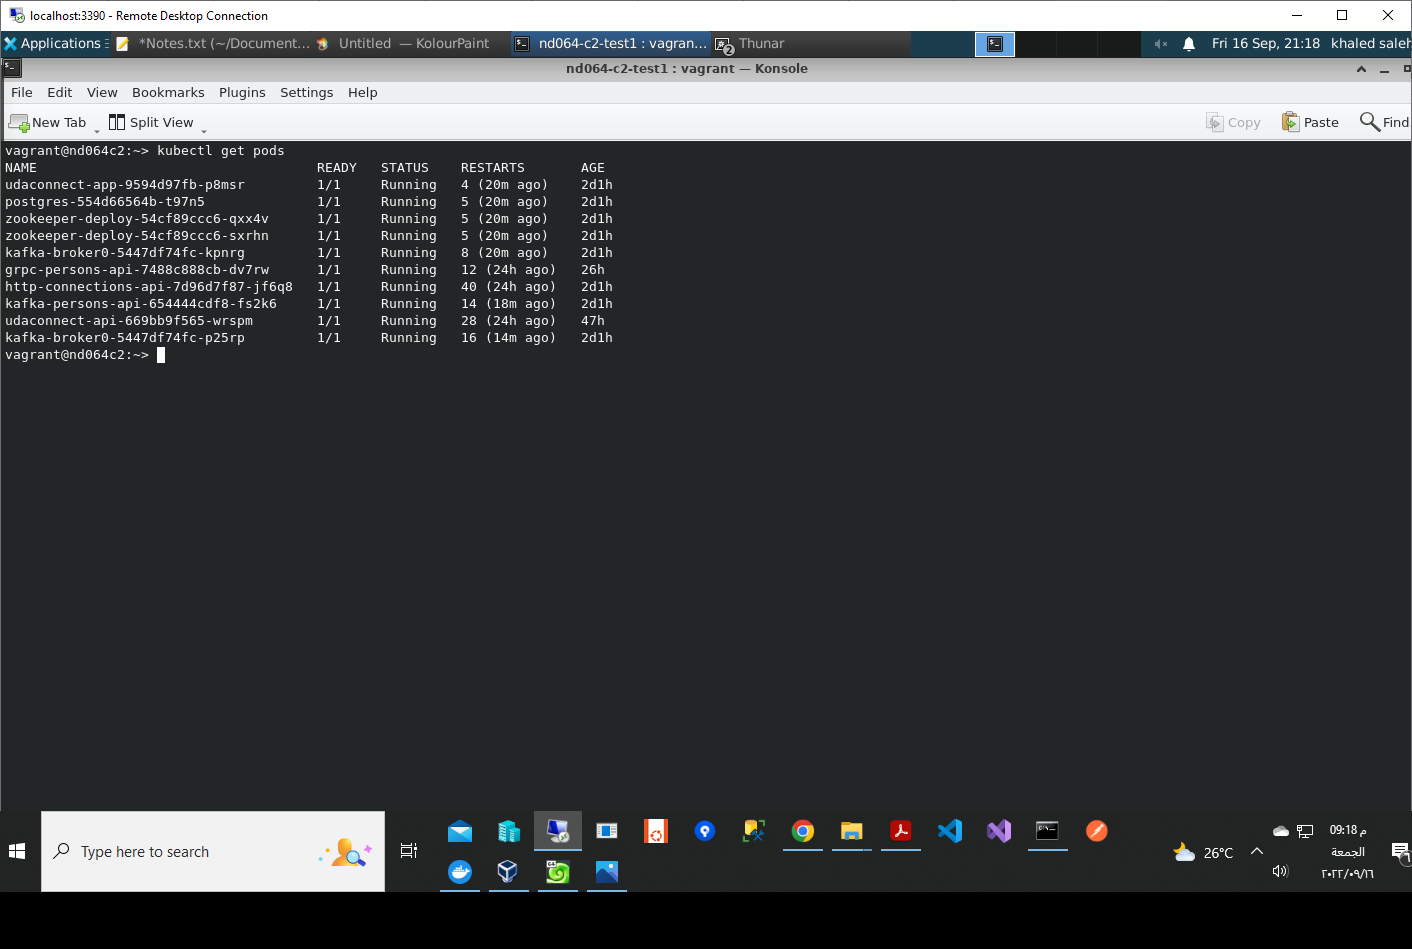 localhost:3390 - Remote Desktop Connection
Applications
*Notes.txt (~/Document...
Untitled — KolourPaint
nd064-c2-test1 : vagran...
2
Thunar
Fri 16 Sep, 21:18
khaled saleh
nd064-c2-test1 : vagrant — Konsole
File Edit View Bookmarks Plugins Settings Help
New Tab
Split View
Copy
Paste
Find
vagrant@nd064c2:~> kubectl get pods
NAME READY STATUS RESTARTS AGE
udaconnect-app-9594d97fb-p8msr 1/1 Running 4 (20m ago) 2d1h
postgres-554d66564b-t97n5 1/1 Running 5 (20m ago) 2d1h
zookeeper-deploy-54cf89ccc6-qxx4v 1/1 Running 5 (20m ago) 2d1h
zookeeper-deploy-54cf89ccc6-sxrhn 1/1 Running 5 (20m ago) 2d1h
kafka-broker0-5447df74fc-kpnrg 1/1 Running 8 (20m ago) 2d1h
grpc-persons-api-7488c888cb-dv7rw 1/1 Running 12 (24h ago) 26h
http-connections-api-7d96d7f87-jf6q8 1/1 Running 40 (24h ago) 2d1h
kafka-persons-api-654444cdf8-fs2k6 1/1 Running 14 (18m ago) 2d1h
udaconnect-api-669bb9f565-wrspm 1/1 Running 28 (24h ago) 47h
kafka-broker0-5447df74fc-p25rp 1/1 Running 16 (14m ago) 2d1h
vagrant@nd064c2:~>
Type here to search
26°C
09:18 م
الجمعة
٢٠٢٢/٠٩/١٦
٦